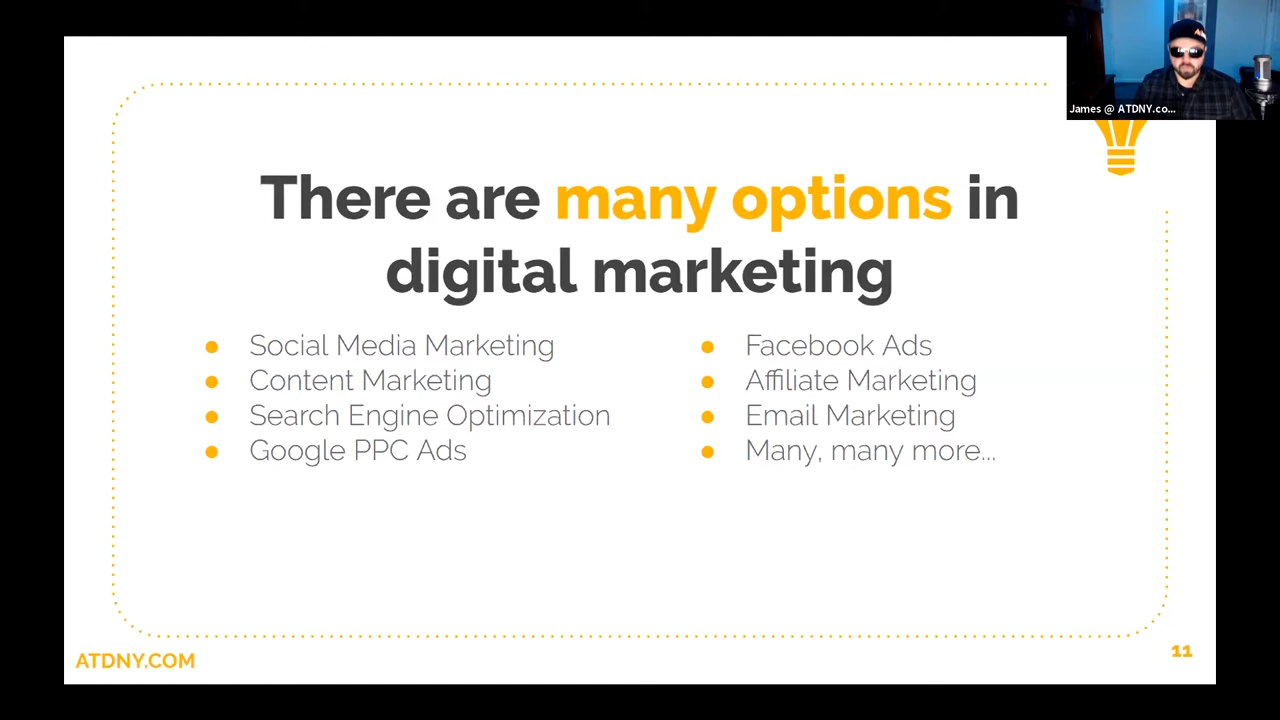 James @ ATDNY.co...
There are many options in
digital marketing
● Social Media Marketing
● Content Marketing
● Search Engine Optimization
● Google PPC Ads
● Facebook Ads
● Affiliate Marketing
● Email Marketing
● Many, many more...
ATDNY.COM
11